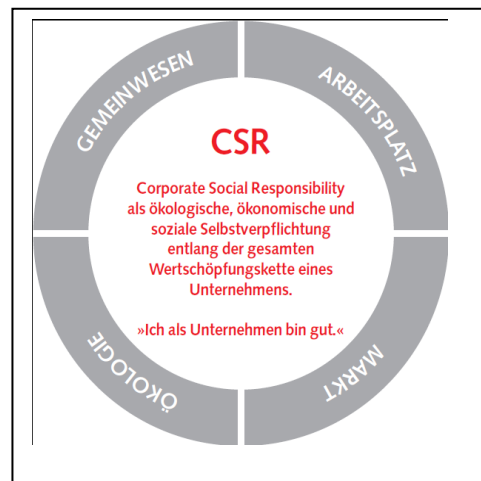 GEMEINWESEN
ARBEITSPLATZ
CSR
Corporate Social Responsibility
als ökologische, ökonomische und
soziale Selbstverpflichtung
entlang der gesamten
Wertschöpfungskette eines
Unternehmens.
»Ich als Unternehmen bin gut.«
ÖKOLOGIE
MARKT